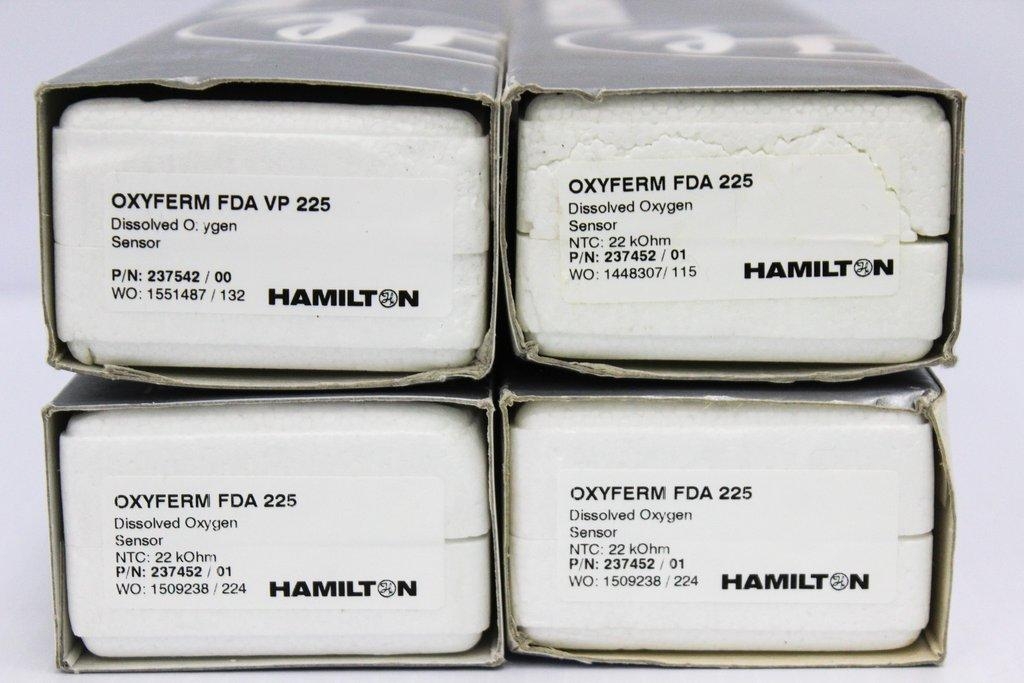 OXYFERM FDA VP 225
Dissolved O. ygen
Sensor
P/N: 237542 / 00
WO: 1551487 / 132
HAMILTON
OXYFERM FDA 225
Dissolved Oxygen
Sensor
NTC: 22 kOhm
P/N: 237452 / 01
WO: 1448307/ 115
HAMILTON
OXYFERM FDA 225
Dissolved Oxygen
Sensor
NTC: 22 kOhm
P/N: 237452 / 01
WO: 1509238 / 224
HAMILTON
OXYFERM FDA 225
Dissolved Oxygen
Sensor
NTC: 22 kOhm
P/N: 237452 / 01
WO: 1509238 / 224
HAMILTON